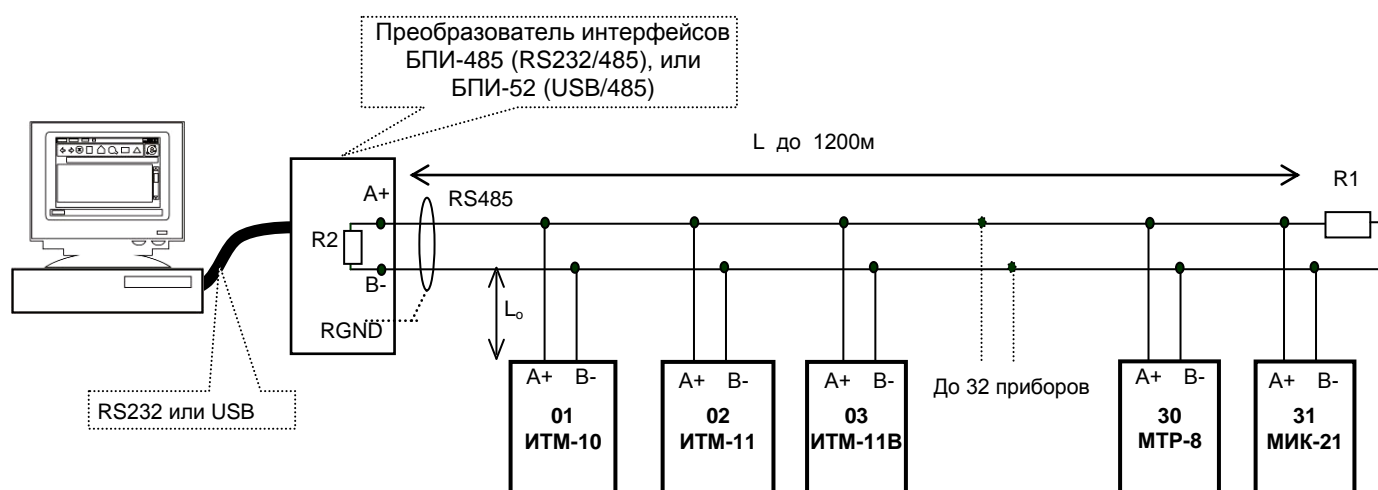 Преобразователь интерфейсов
БПИ-485 (RS232/485), или
БПИ-52 (USB/485)
L до 1200м
R1
A+
RS485
R2
B-
RGND
Lо
RS232 или USB
A+ B-
01
ИТМ-10
A+ B-
02
ИТМ-11
A+ B-
03
ИТМ-11В
До 32 приборов
A+ B-
30
МТР-8
A+ B-
31
МИК-21